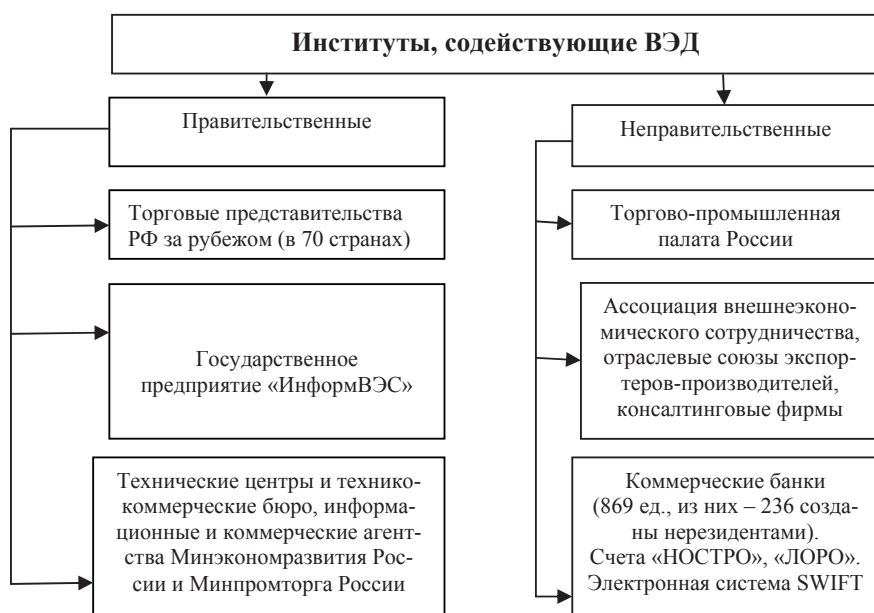 Институты, содействующие ВЭД
Правительственные
Торговые представительства
РФ за рубежом (в 70 странах)
Государственное
предприятие «ИнформВЭС»
Технические центры и технико-
коммерческие бюро, информа-
ционные и коммерческие агент-
ства Минэкономразвития Рос-
сии и Минпромторга России
Неправительственные
Торгово-промышленная
палата России
Ассоциация внешнеэконо-
мического сотрудничества,
отраслевые союзы экспор-
теров-производителей,
консалтинговые фирмы
Коммерческие банки
(869 ед., из них – 236 созда-
ны нерезидентами).
Счета «НОСТРО», «ЛОРО».
Электронная система SWIFT